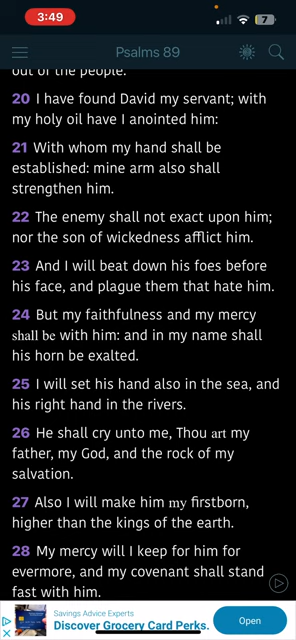 3:49
7
Psalms 89
out of the people.
20 I have found David my servant; with
my holy oil have I anointed him:
21 With whom my hand shall be
established: mine arm also shall
strengthen him.
22 The enemy shall not exact upon him;
nor the son of wickedness afflict him.
23 And I will beat down his foes before
his face, and plague them that hate him.
24 But my faithfulness and my mercy
shall be with him: and in my name shall
his horn be exalted.
25 I will set his hand also in the sea, and
his right hand in the rivers.
26 He shall cry unto me, Thou art my
father, my God, and the rock of my
salvation.
27 Also I will make him my firstborn,
higher than the kings of the earth.
28 My mercy will I keep for him for
evermore, and my covenant shall stand
fast with him.
Savings Advice Experts
Discover Grocery Card Perks.
Open